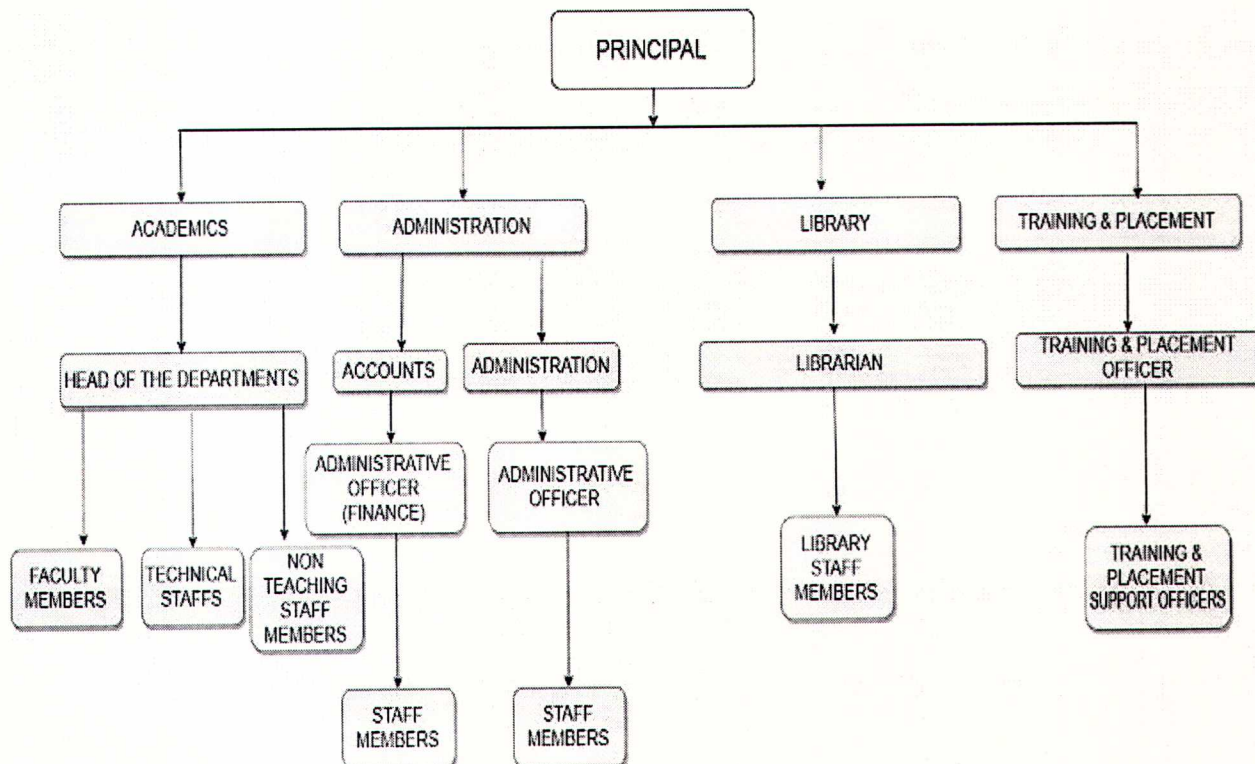 PRINCIPAL
ACADEMICS
ADMINISTRATION
LIBRARY
TRAINING & PLACEMENT
HEAD OF THE DEPARTMENTS
ACCOUNTS
ADMINISTRATION
LIBRARIAN
TRAINING & PLACEMENT
OFFICER
ADMINISTRATIVE
OFFICER
(FINANCE)
ADMINISTRATIVE
OFFICER
FACULTY
MEMBERS
TECHNICAL
STAFFS
NON
TEACHING
STAFF
MEMBERS
LIBRARY
STAFF
MEMBERS
TRAINING &
PLACEMENT
SUPPORT OFFICERS
STAFF
MEMBERS
STAFF
MEMBERS